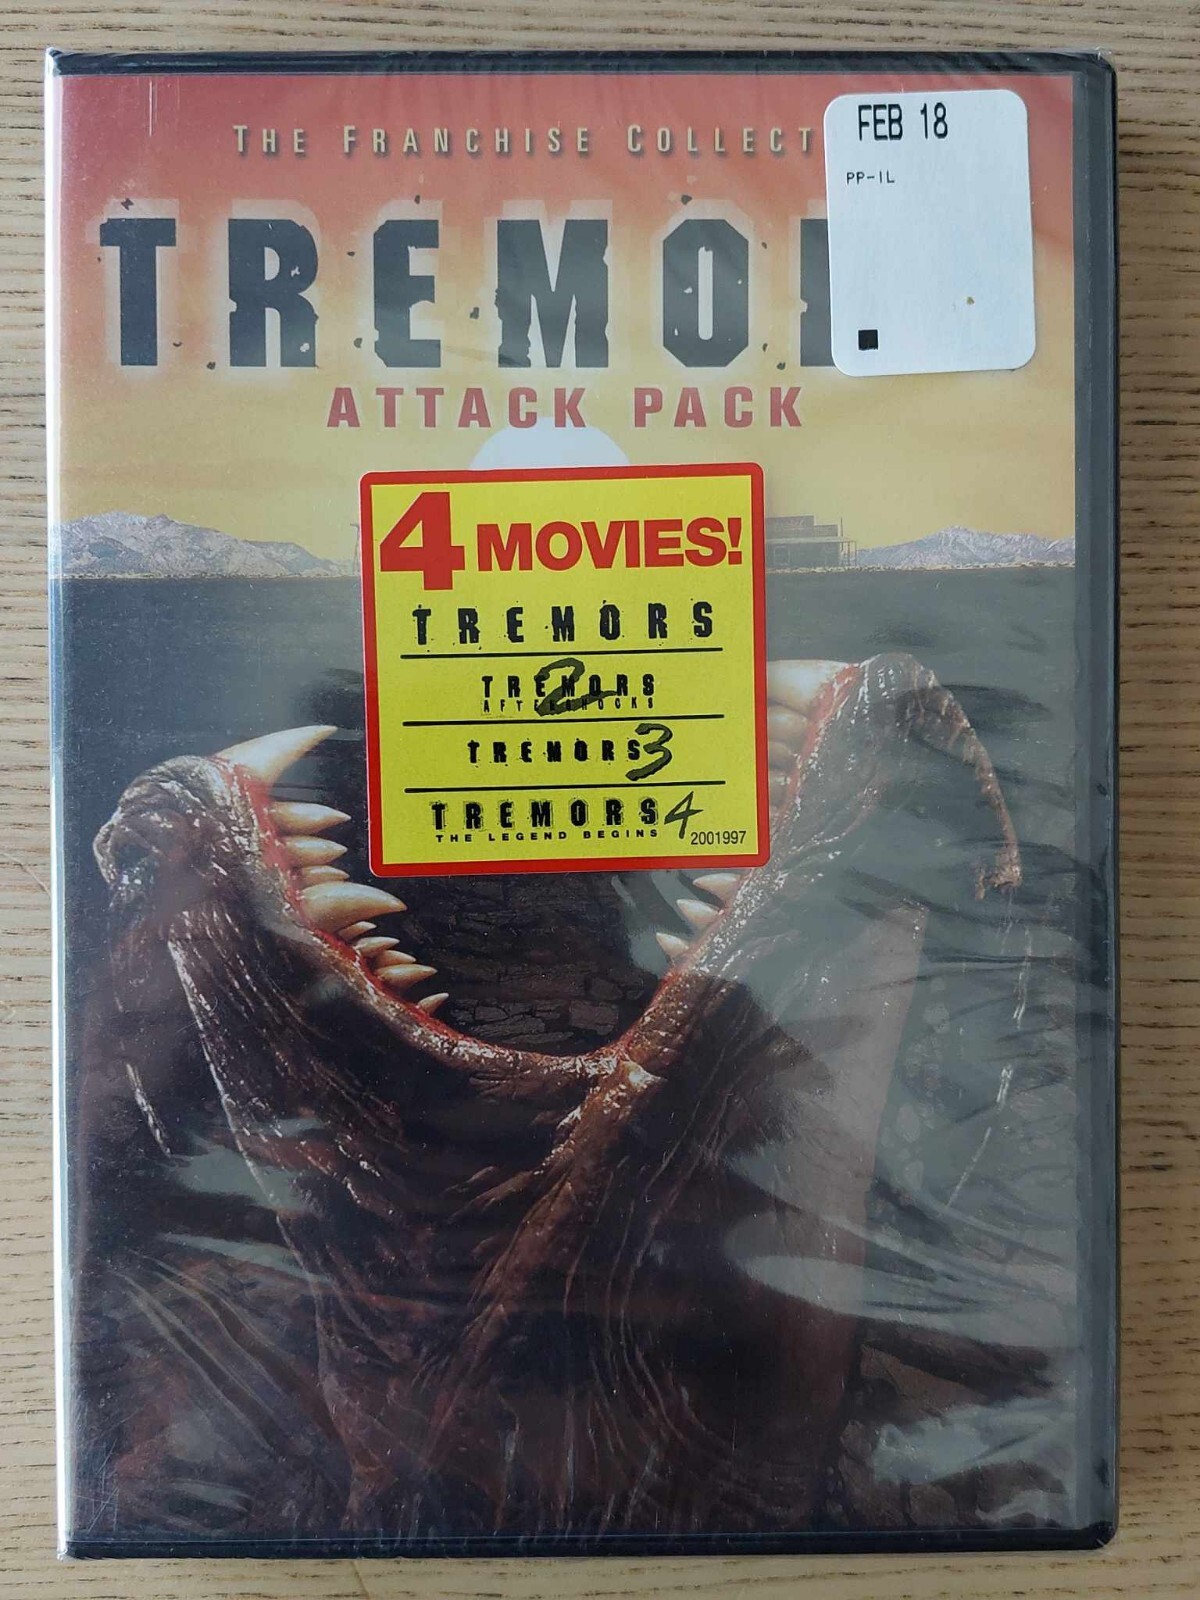 THE FRANCHISE COLLECT
FEB 18
PP-IL
TREMO
ATTACK PACK
4 MOVIES!
TREMORS
TREMORS 2
AFTERSHOCKS
TREMORS 3
TREMORS 4
THE LEGEND BEGINS
2001997